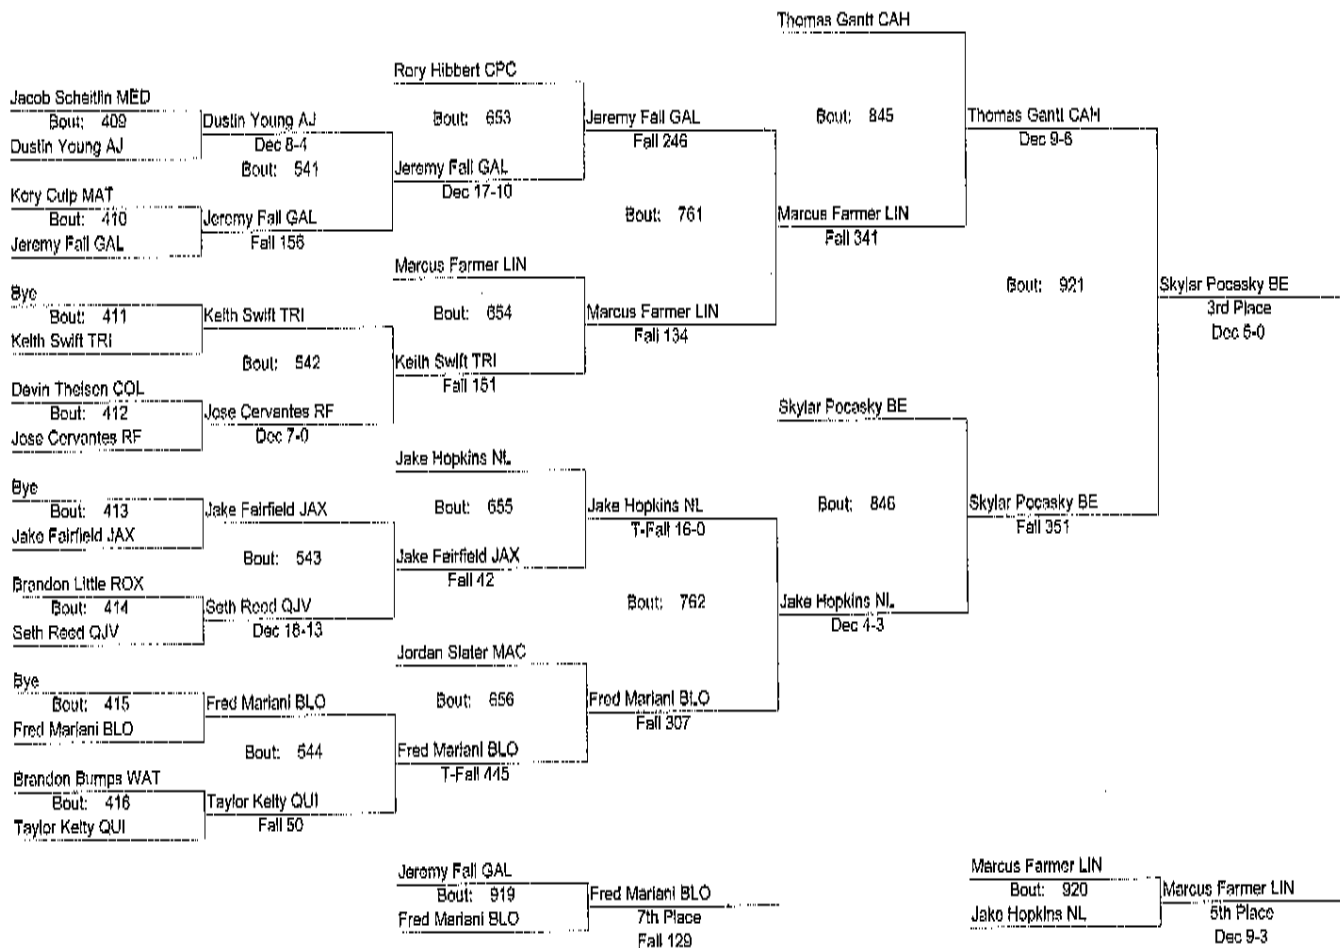 Jacob Scheitlin MED
Bout: 409
Dustin Young AJ
Kory Culp MAT
Bout: 410
Jeremy Fall GAL
Bye
Bout: 411
Keith Swift TRI
Devin Theisen COL
Bout: 412
Jose Cervantes RF
Bye
Bout: 413
Jake Fairfield JAX
Brandon Little ROX
Bout: 414
Seth Reed QJV
Bye
Bout: 415
Fred Mariani BLO
Brandon Bumps WAT
Bout: 416
Taylor Kelty QUI
Dustin Young AJ
Dec 8-4
Bout: 541
Jeremy Fall GAL
Fall 156
Keith Swift TRI
Bout: 542
Jose Cervantes RF
Dec 7-0
Jake Fairfield JAX
Bout: 543
Seth Reed QJV
Dec 18-13
Fred Mariani BLO
Bout: 544
Taylor Kelty QUI
Fall 50
Rory Hibbert CPC
Bout: 653
Jeremy Fall GAL
Dec 17-10
Marcus Farmer LIN
Bout: 654
Keith Swift TRI
Fall 151
Jake Hopkins NL
Bout: 655
Jake Fairfield JAX
Fall 42
Jordan Slater MAC
Bout: 656
Fred Mariani BLO
T-Fall 445
Jeremy Fall GAL
Fall 246
Bout: 761
Marcus Farmer LIN
Fall 134
Jake Hopkins NL
T-Fall 16-0
Bout: 762
Fred Mariani BLO
Fall 307
Thomas Gantt CAH
Bout: 845
Marcus Farmer LIN
Fall 341
Skylar Pocasky BE
Bout: 846
Jake Hopkins NL
Dec 4-3
Thomas Gantt CAH
Dec 9-6
Bout: 921
Skylar Pocasky BE
Fall 351
Skylar Pocasky BE
3rd Place
Dec 5-0
Jeremy Fall GAL
Bout: 919
Fred Mariani BLO
Fred Mariani BLO
7th Place
Fall 129
Marcus Farmer LIN
Bout: 920
Jake Hopkins NL
Marcus Farmer LIN
5th Place
Dec 9-3